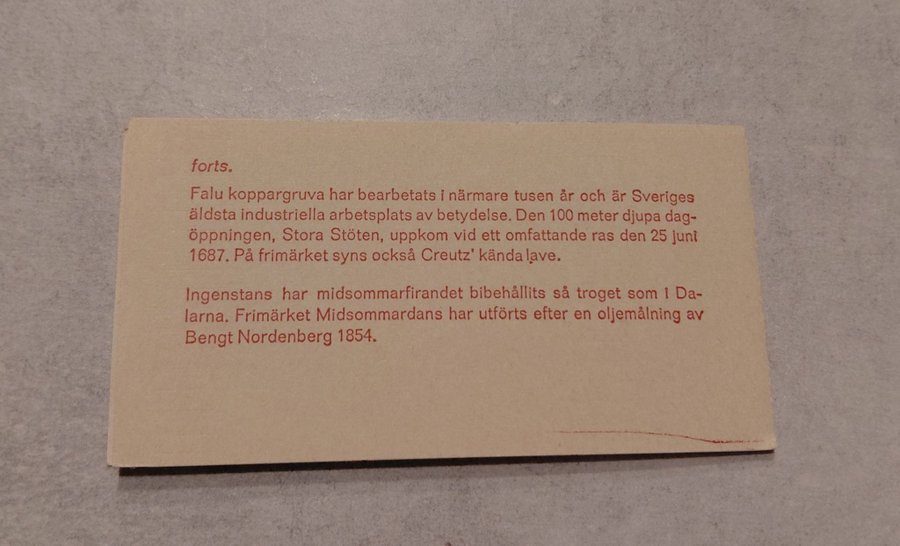 forts.
Falu koppargruva har bearbetats i närmare tusen år och är Sveriges
äldsta industriella arbetsplats av betydelse. Den 100 meter djupa dag-
öppningen, Stora Stöten, uppkom vid ett omfattande ras den 25 juni
1687. På frimärket syns också Creutz' kända lave.
Ingenstans har midsommarfirandet bibehållits så troget som i Da-
larna. Frimärket Midsommardans har utförts efter en oljemålning av
Bengt Nordenberg 1854.